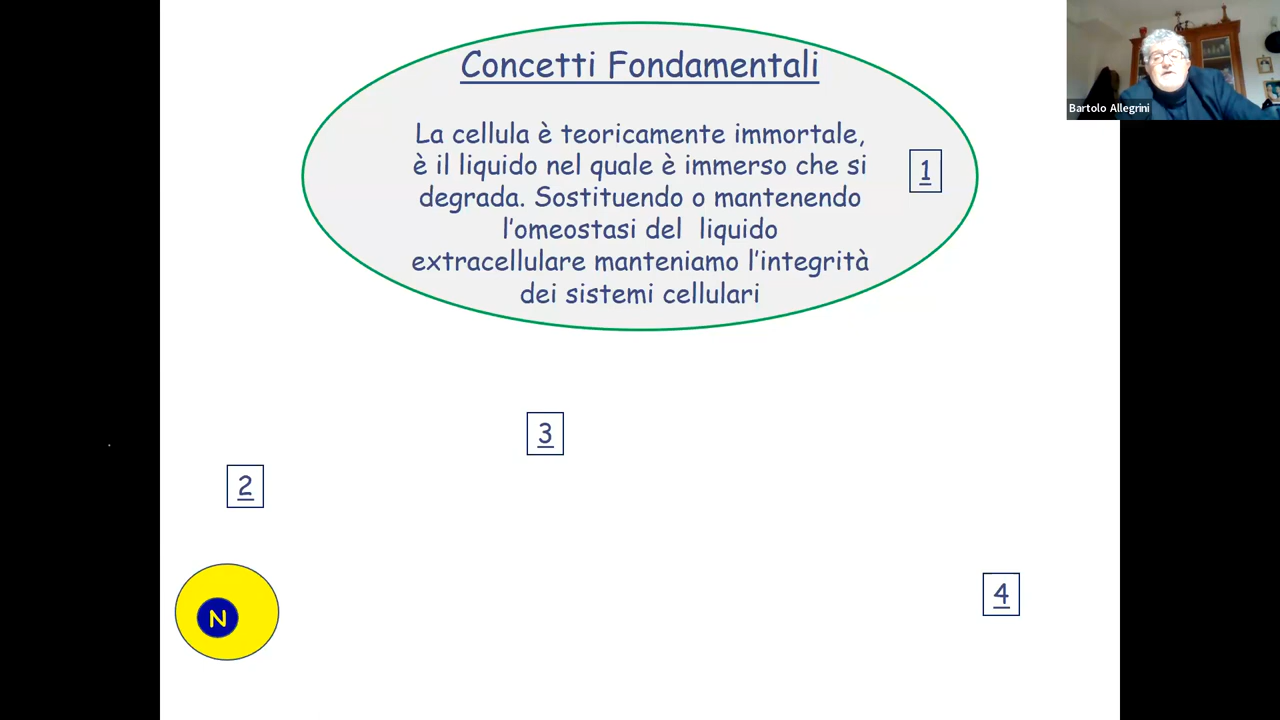 Concetti Fondamentali
La cellula è teoricamente immortale,
è il liquido nel quale è immerso che si
degrada. Sostituendo o mantenendo
l'omeostasi del liquido
extracellulare manteniamo l'integrità
dei sistemi cellulari
1
Bartolo Allegrini
3
2
4
N